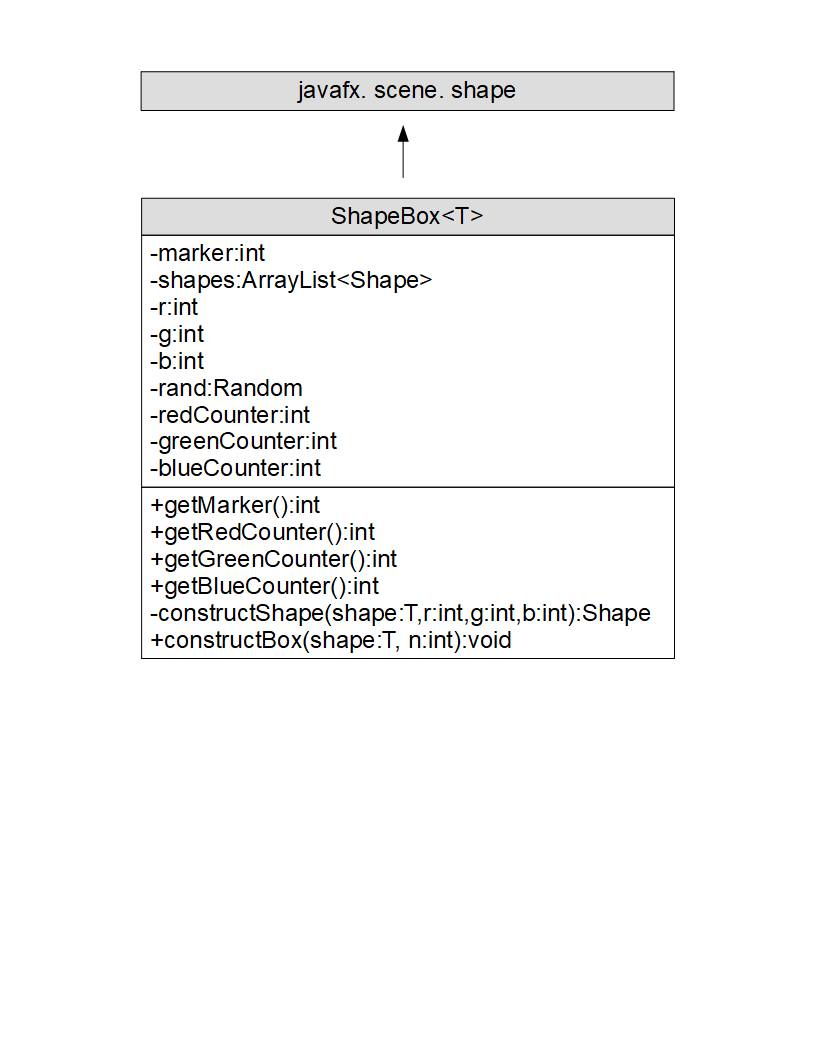 javafx. scene. shape
ShapeBox<T>
-marker:int
-shapes:ArrayList<Shape>
-r:int
-g:int
-b:int
-rand:Random
-redCounter:int
-greenCounter:int
-blueCounter:int
+getMarker():int
+getRedCounter():int
+getGreenCounter():int
+getBlueCounter():int
-constructShape(shape:T,r:int,g:int,b:int):Shape
+constructBox(shape:T, n:int):void